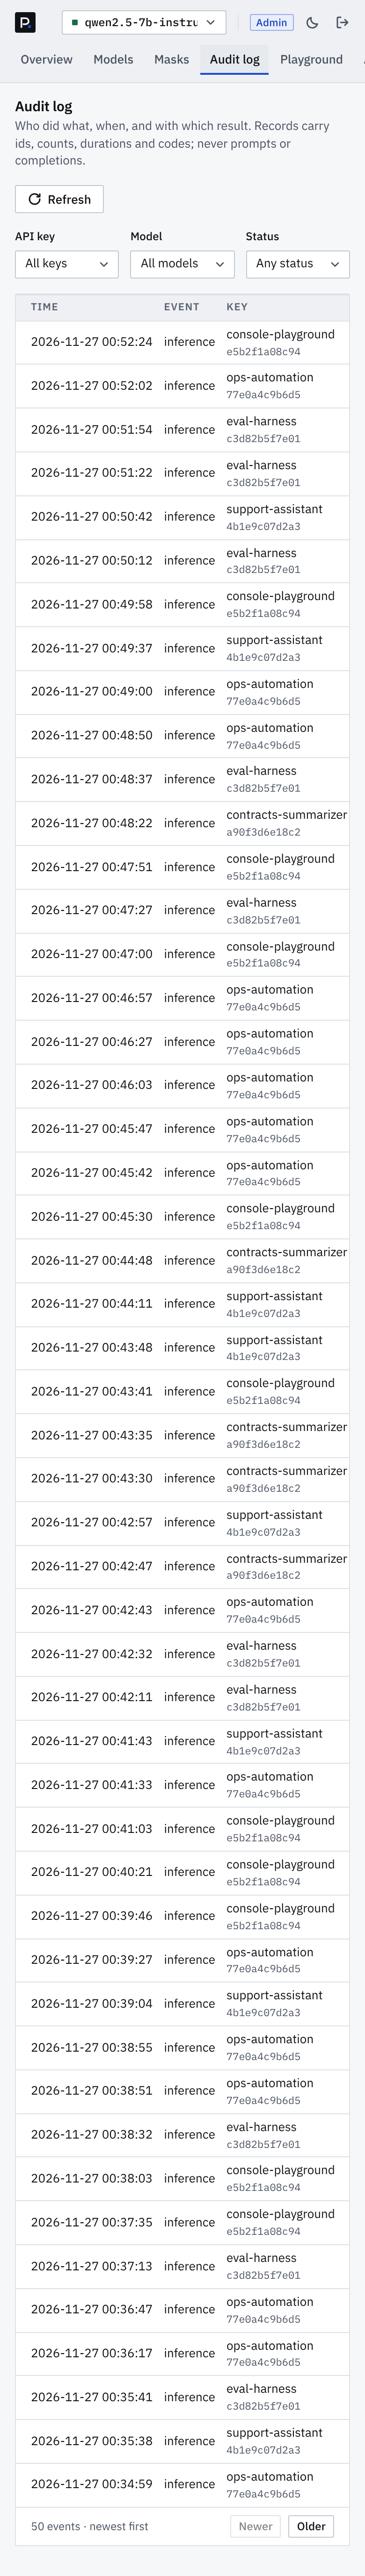 P.
qwen2.5-7b-instru
Admin
Overview Models Masks Audit log Playground
Audit log
Who did what, when, and with which result. Records carry
ids, counts, durations and codes; never prompts or
completions.
Refresh
API key Model Status
All keys All models Any status
TIME EVENT KEY
2026-11-27 00:52:24 inference console-playground
e5b2f1a08c94
2026-11-27 00:52:02 inference ops-automation
77e0a4c9b6d5
2026-11-27 00:51:54 inference eval-harness
c3d82b5f7e01
2026-11-27 00:51:22 inference eval-harness
c3d82b5f7e01
2026-11-27 00:50:42 inference support-assistant
4b1e9c07d2a3
2026-11-27 00:50:12 inference eval-harness
c3d82b5f7e01
2026-11-27 00:49:58 inference console-playground
e5b2f1a08c94
2026-11-27 00:49:37 inference support-assistant
4b1e9c07d2a3
2026-11-27 00:49:00 inference ops-automation
77e0a4c9b6d5
2026-11-27 00:48:50 inference ops-automation
77e0a4c9b6d5
2026-11-27 00:48:37 inference eval-harness
c3d82b5f7e01
2026-11-27 00:48:22 inference contracts-summarizer
a90f3d6e18c2
2026-11-27 00:47:51 inference console-playground
e5b2f1a08c94
2026-11-27 00:47:27 inference eval-harness
c3d82b5f7e01
2026-11-27 00:47:00 inference console-playground
e5b2f1a08c94
2026-11-27 00:46:57 inference ops-automation
77e0a4c9b6d5
2026-11-27 00:46:27 inference ops-automation
77e0a4c9b6d5
2026-11-27 00:46:03 inference ops-automation
77e0a4c9b6d5
2026-11-27 00:45:47 inference ops-automation
77e0a4c9b6d5
2026-11-27 00:45:42 inference ops-automation
77e0a4c9b6d5
2026-11-27 00:45:30 inference console-playground
e5b2f1a08c94
2026-11-27 00:44:48 inference contracts-summarizer
a90f3d6e18c2
2026-11-27 00:44:11 inference support-assistant
4b1e9c07d2a3
2026-11-27 00:43:48 inference support-assistant
4b1e9c07d2a3
2026-11-27 00:43:41 inference console-playground
e5b2f1a08c94
2026-11-27 00:43:35 inference contracts-summarizer
a90f3d6e18c2
2026-11-27 00:43:30 inference contracts-summarizer
a90f3d6e18c2
2026-11-27 00:42:57 inference support-assistant
4b1e9c07d2a3
2026-11-27 00:42:47 inference contracts-summarizer
a90f3d6e18c2
2026-11-27 00:42:43 inference ops-automation
77e0a4c9b6d5
2026-11-27 00:42:32 inference eval-harness
c3d82b5f7e01
2026-11-27 00:42:11 inference eval-harness
c3d82b5f7e01
2026-11-27 00:41:43 inference support-assistant
4b1e9c07d2a3
2026-11-27 00:41:33 inference ops-automation
77e0a4c9b6d5
2026-11-27 00:41:03 inference console-playground
e5b2f1a08c94
2026-11-27 00:40:21 inference console-playground
e5b2f1a08c94
2026-11-27 00:39:46 inference console-playground
e5b2f1a08c94
2026-11-27 00:39:27 inference ops-automation
77e0a4c9b6d5
2026-11-27 00:39:04 inference support-assistant
4b1e9c07d2a3
2026-11-27 00:38:55 inference ops-automation
77e0a4c9b6d5
2026-11-27 00:38:51 inference ops-automation
77e0a4c9b6d5
2026-11-27 00:38:32 inference eval-harness
c3d82b5f7e01
2026-11-27 00:38:03 inference console-playground
e5b2f1a08c94
2026-11-27 00:37:35 inference console-playground
e5b2f1a08c94
2026-11-27 00:37:13 inference eval-harness
c3d82b5f7e01
2026-11-27 00:36:47 inference ops-automation
77e0a4c9b6d5
2026-11-27 00:36:17 inference ops-automation
77e0a4c9b6d5
2026-11-27 00:35:41 inference eval-harness
c3d82b5f7e01
2026-11-27 00:35:38 inference support-assistant
4b1e9c07d2a3
2026-11-27 00:34:59 inference ops-automation
77e0a4c9b6d5
50 events · newest first Newer Older